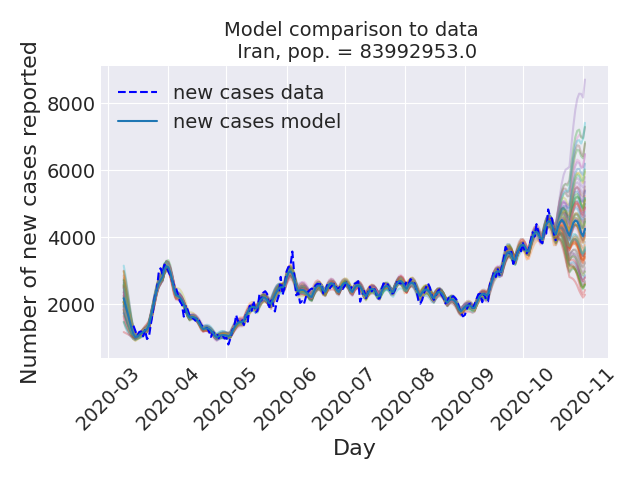 Model comparison to data
Iran, pop. = 83992953.0
Number of new cases reported
8000
6000
4000
2000
new cases data
new cases model
2020-03
2020-04
2020-05
2020-06
2020-07
2020-08
2020-09
2020-10
2020-11
Day